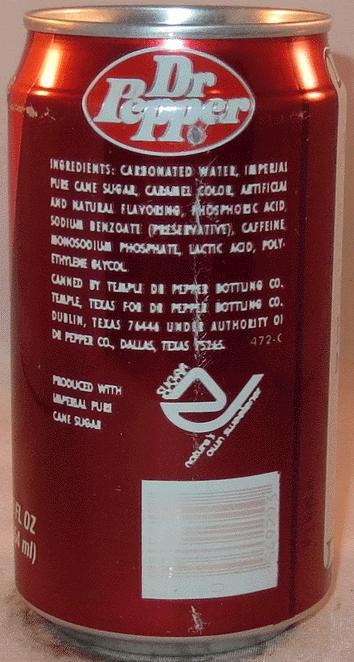 Dr
Pepper
INGREDIENTS: CARBONATED WATER, IMPERIAL
PURE CANE SUGAR, CARAMEL COLOR, ARTIFICIAL
AND NATURAL FLAVORING, PHOSPHORIC ACID,
SODIUM BENZOATE (PRESERVATIVE), CAFFEINE,
MONOSODIUM PHOSPHATE, LACTIC ACID, POLY-
ETHYLENE GLYCOL.
CANNED BY TEMPLE DR PEPPER BOTTLING CO.
TEMPLE, TEXAS FOR DR PEPPER BOTTLING CO.
DUBLIN, TEXAS 76446 UNDER AUTHORITY OF
DR PEPPER CO., DALLAS, TEXAS 75265. 472-C
PRODUCED WITH
IMPERIAL PURE
CANE SUGAR
SUGAR
nature's
own sweetener
FL OZ
ml)